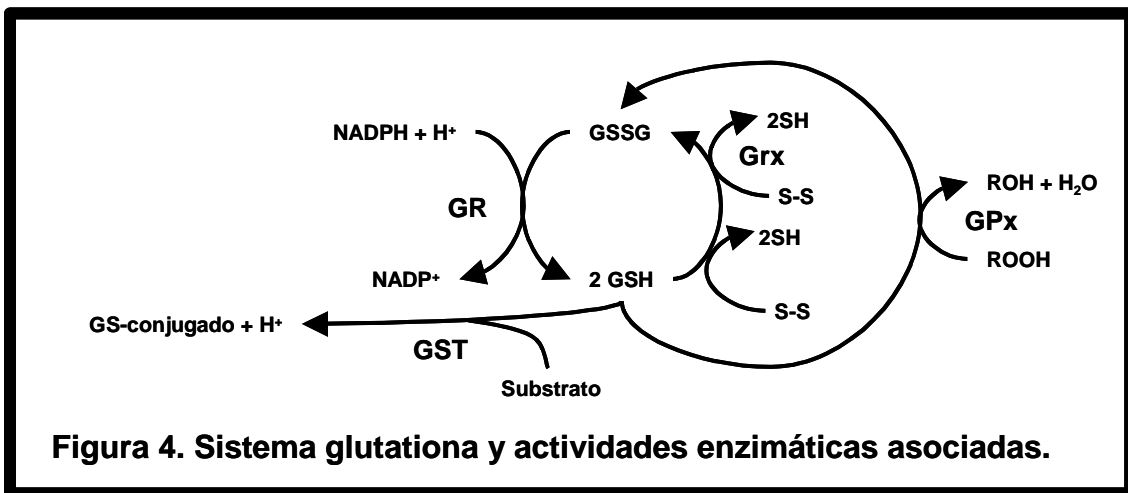 NADPH + H⁺
GSSG
2SH
Grx
S-S
ROH + H₂O
GPx
ROOH
GR
2SH
NADP⁺
2 GSH
S-S
GS-conjugado + H⁺
GST
Substrato
Figura 4. Sistema glutationa y actividades enzimáticas asociadas.